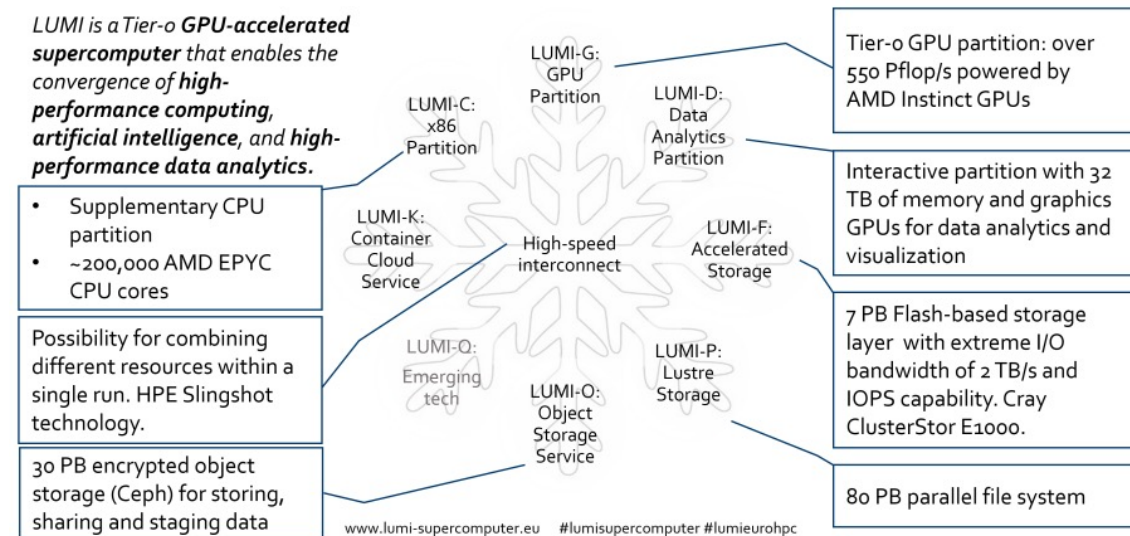 LUMI is a Tier-0 GPU-accelerated
supercomputer that enables the
convergence of high-
performance computing,
artificial intelligence, and high-
performance data analytics.
• Supplementary CPU
partition
• ~200,000 AMD EPYC
CPU cores
Possibility for combining
different resources within a
single run. HPE Slingshot
technology.
30 PB encrypted object
storage (Ceph) for storing,
sharing and staging data
LUMI-G:
GPU
Partition
LUMI-C:
x86
Partition
LUMI-D:
Data
Analytics
Partition
LUMI-K:
Container
Cloud
Service
High-speed
interconnect
LUMI-F:
Accelerated
Storage
LUMI-Q:
Emerging
tech
LUMI-O:
Object
Storage
Service
LUMI-P:
Lustre
Storage
Tier-0 GPU partition: over
550 Pflop/s powered by
AMD Instinct GPUs
Interactive partition with 32
TB of memory and graphics
GPUs for data analytics and
visualization
7 PB Flash-based storage
layer with extreme I/O
bandwidth of 2 TB/s and
IOPS capability. Cray
ClusterStor E1000.
80 PB parallel file system
www.lumi-supercomputer.eu #lumisupercomputer #lumieurohpc